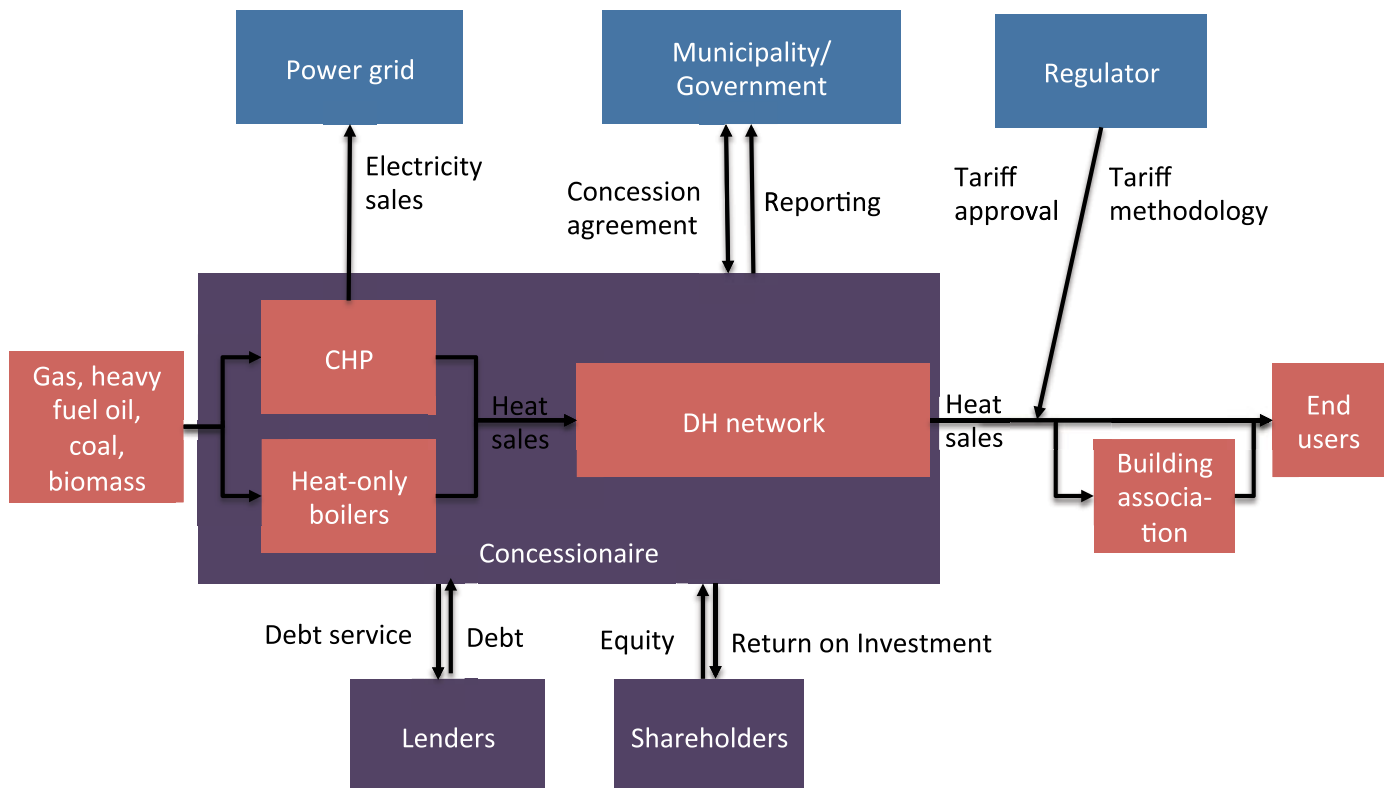 Power grid
Municipality/
Government
Regulator
Electricity
sales
Concession
agreement
Reporting
Tariff
approval
Tariff
methodology
Gas, heavy
fuel oil,
coal,
biomass
CHP
Heat-only
boilers
Heat
sales
DH network
Heat
sales
Building
associa-
tion
End
users
Concessionaire
Debt service
Debt
Equity
Return on Investment
Lenders
Shareholders